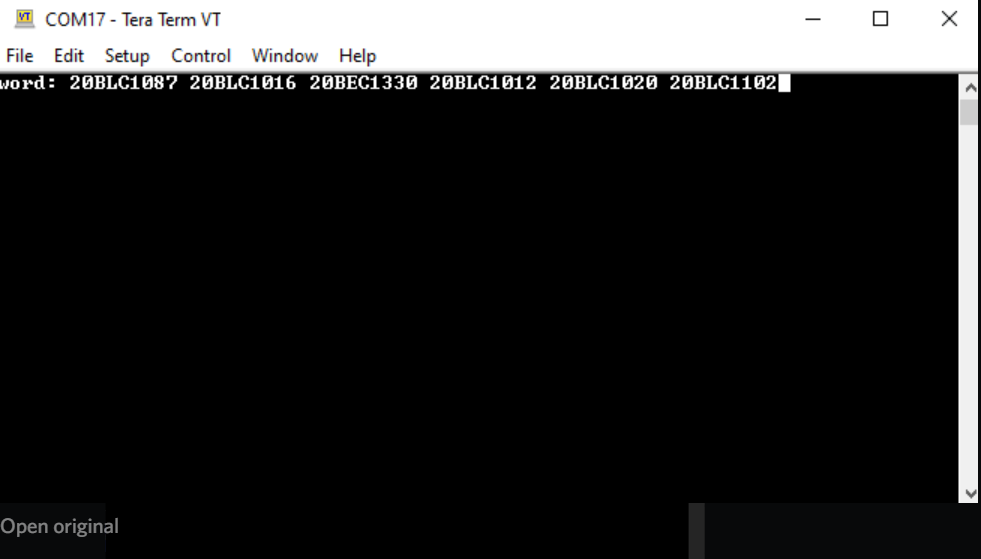 VT COM17 - Tera Term VT
File Edit Setup Control Window Help
word: 20BLC1087 20BLC1016 20BEC1330 20BLC1012 20BLC1020 20BLC1102
Open original